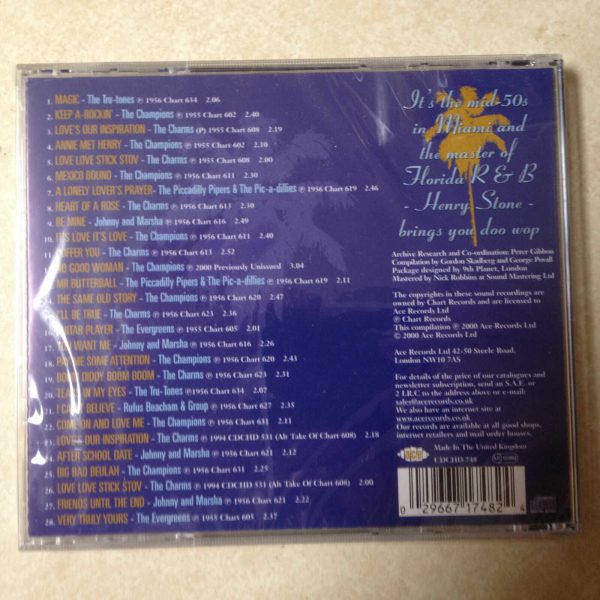 1. MAGIC - The Tru-tones ℗ 1956 Chart 634 2.06
2. KEEP A-ROCKIN' - The Champions ℗ 1955 Chart 602 2.40
3. LOVE'S OUR INSPIRATION - The Charms (P) 1955 Chart 608 2.19
4. ANNIE MET HENRY - The Champions ℗ 1955 Chart 602 2.10
5. LOVE LOVE STICK STOV - The Charms ℗ 1955 Chart 608 2.00
6. MEXICO BOUND - The Champions ℗ 1956 Chart 611 2.30
7. A LONELY LOVER'S PRAYER- The Piccadilly Pipers & The Pic-a-dillies ℗ 1956 Chart 619 2.46
8. HEART OF A ROSE - The Charms ℗ 1956 Chart 613 2.30
9. BE MINE - Johnny and Marsha ℗ 1956 Chart 616 2.49
10. IT'S LOVE IT'S LOVE - The Champions ℗ 1956 Chart 611 2.40
OFFER YOU - The Charms ℗ 1956 Chart 613 2.52
NO GOOD WOMAN - The Champions ℗ 2000 Previously Unissued 3.04
MR BUTTERBALL - The Piccadilly Pipers & The Pic-a-dillies ℗ 1956 Chart 619 2.11
14. THE SAME OLD STORY - The Champions ℗ 1956 Chart 620 2.47
I'LL BE TRUE - The Charms ℗ 1956 Chart 623 2.36
GUITAR PLAYER - The Evergreens ℗ 1955 Chart 605 2.01
YOU WANT ME - Johnny and Marsha ℗ 1956 Chart 616 2.26
18. PAY ME SOME ATTENTION - The Champions ℗ 1956 Chart 620 2.43
19. BOOM DIDDY BOOM BOOM - The Charms ℗ 1956 Chart 623 2.31
20. TEARS IN MY EYES - The Tru-Tones ℗ 1956 Chart 634 2.07
21. I CAN'T BELIEVE - Rufus Beacham & Group ℗ 1956 Chart 627 2.35
22. COME ON AND LOVE ME - The Champions ℗ 1956 Chart 631 2.11
LOVE'S OUR INSPIRATION - The Charms ℗ 1994 CDCHD 531 (Alt Take Of Chart 608) 2.18
24. AFTER SCHOOL DATE - Johnny and Marsha ℗ 1956 Chart 621 2.12
25. BIG BAD BEULAH - The Champions ℗ 1956 Chart 631 2.25
26. LOVE LOVE STICK STOV - The Charms ℗ 1994 CDCHD 531 (Alt Take Of Chart 608) 2.00
27. FRIENDS UNTIL THE END - Johnny and Marsha ℗ 1956 Chart 621 2.22
28. VERY TRULY YOURS - The Evergreens ℗ 1955 Chart 605 2.37
It's the mid-50s
in Miami and
the master of
Florida R & B
- Henry Stone -
brings you doo wop
Archive Research and Co-ordination: Peter Gibbon
Compilation by Gordon Skadberg and George Povall
Package designed by 9th Planet, London
Mastered by Nick Robbins at Sound Mastering Ltd
The copyrights in these sound recordings are
owned by Chart Records and are licensed to
Ace Records Ltd
℗ Chart Records
This compilation ℗ 2000 Ace Records Ltd
© 2000 Ace Records Ltd
Ace Records Ltd 42-50 Steele Road,
London NW10 7AS
For details of the price of our catalogues and
newsletter subscription, send an S.A.E. or
2 I.R.C to the address above or e-mail:
sales@acerecords.co.uk
We also have an internet site at
www.acerecords.co.uk
Our records are available at all good shops,
internet retailers and mail order houses.
Made In The United Kingdom
CDCHD 748
ACE
0 29667 17482 4